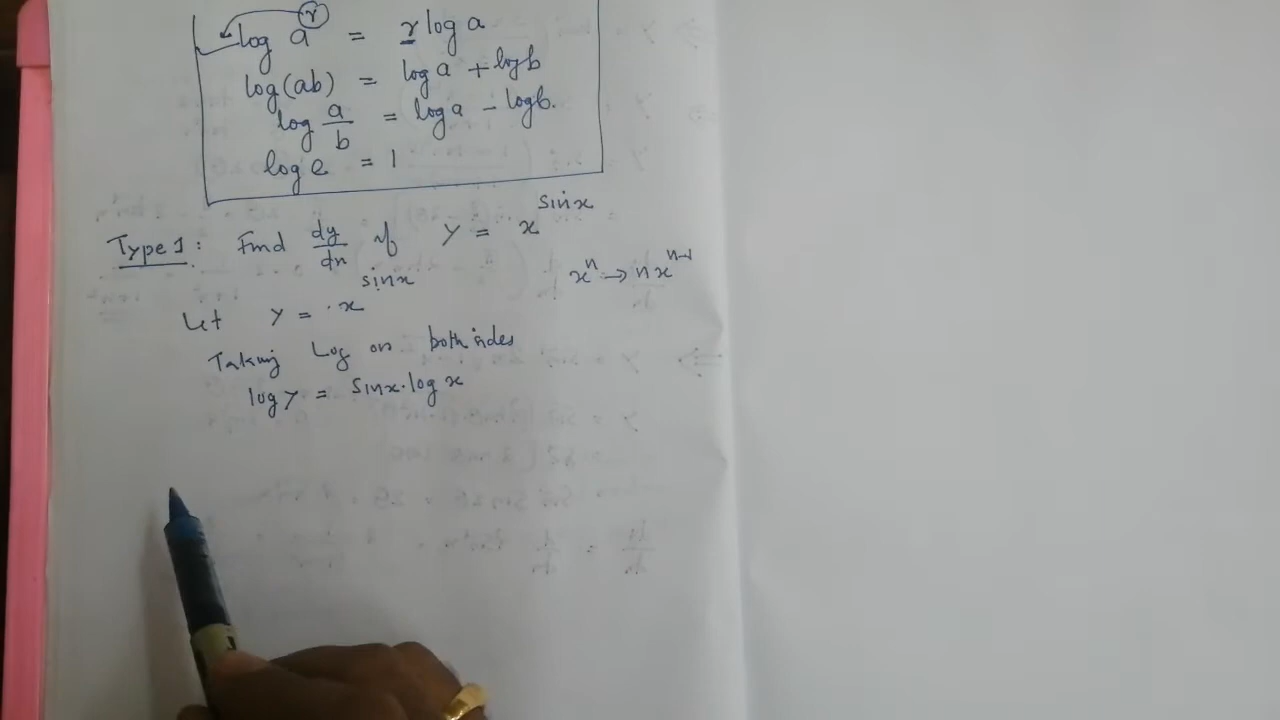 log a^r = r log a
log(ab) = log a + log b
log a/b = log a - log b.
log e = 1
Type 1: Find dy/dx if y = x^sinx
x^n → n x^n-1
Let y = x^sinx
Taking Log on both sides
log y = sinx.log x